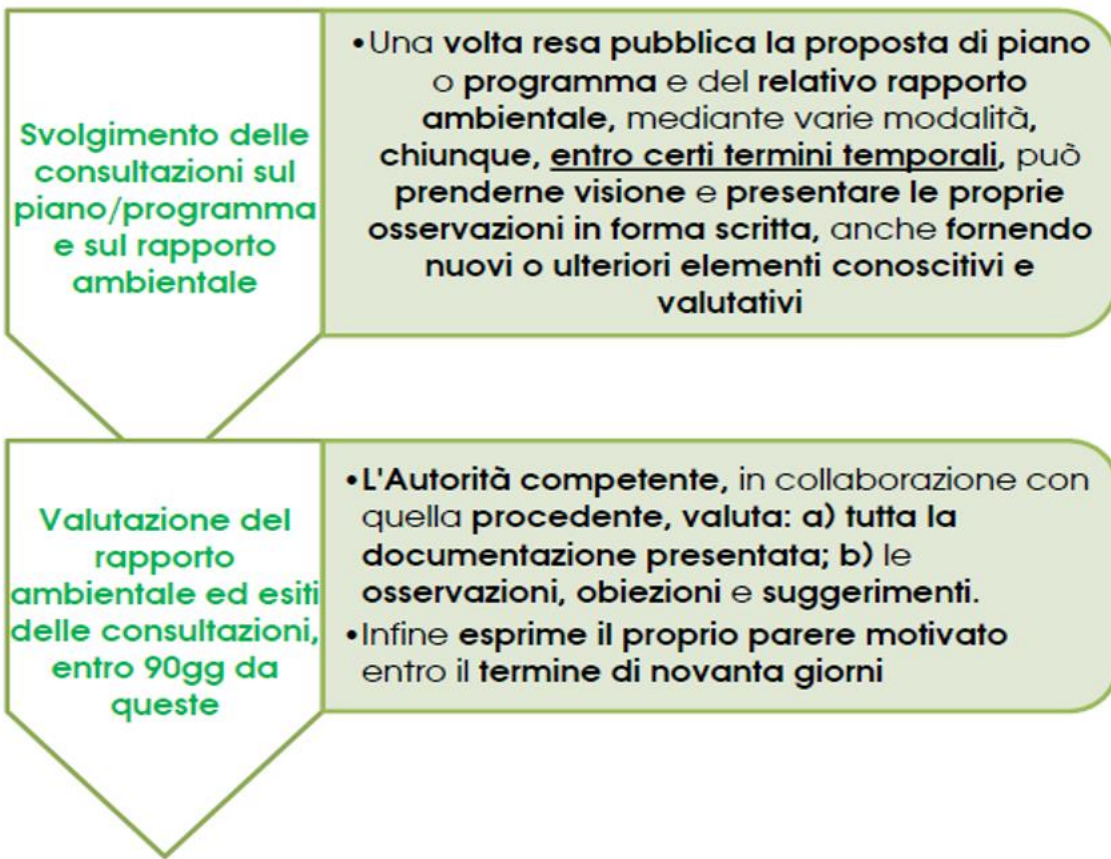 Svolgimento delle
consultazioni sul
piano/programma
e sul rapporto
ambientale
•Una volta resa pubblica la proposta di piano
o programma e del relativo rapporto
ambientale, mediante varie modalità,
chiunque, entro certi termini temporali, può
prenderne visione e presentare le proprie
osservazioni in forma scritta, anche fornendo
nuovi o ulteriori elementi conoscitivi e
valutativi
Valutazione del
rapporto
ambientale ed esiti
delle consultazioni,
entro 90gg da
queste
•L'Autorità competente, in collaborazione con
quella procedente, valuta: a) tutta la
documentazione presentata; b) le
osservazioni, obiezioni e suggerimenti.
•Infine esprime il proprio parere motivato
entro il termine di novanta giorni